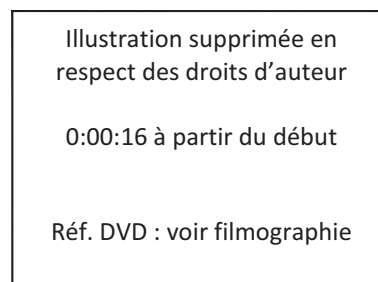 Illustration supprimée en
respect des droits d’auteur
0:00:16 à partir du début
Réf. DVD : voir filmographie